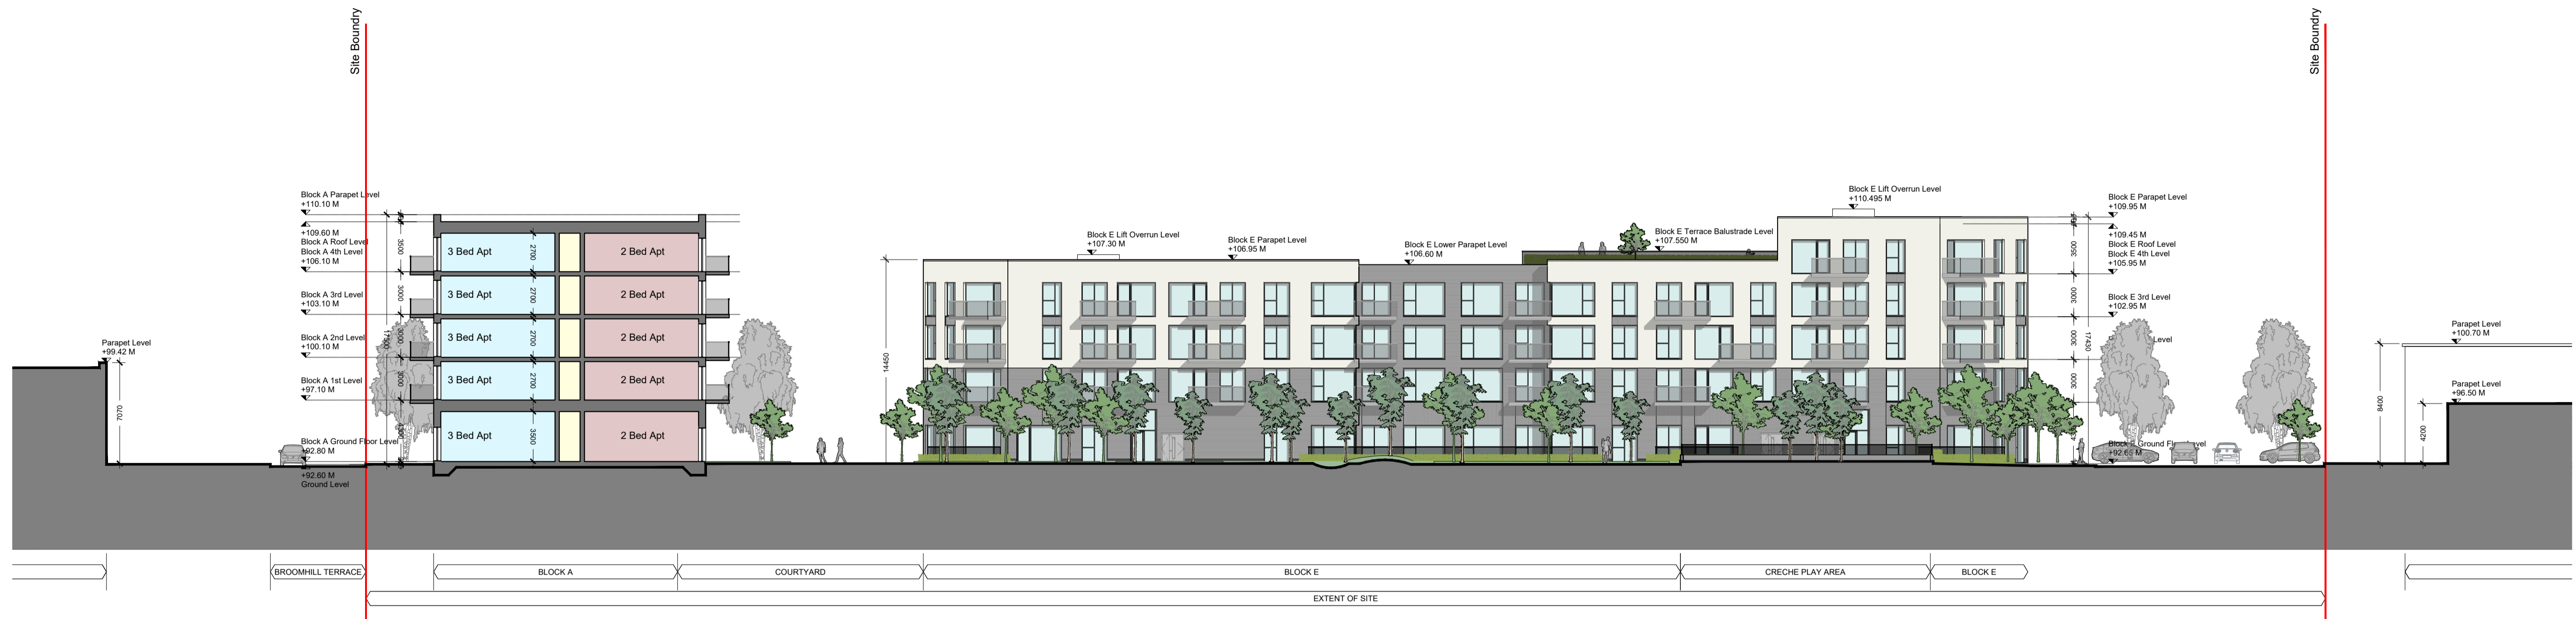 Site Boundry
Site Boundry
Block A Parapet Level
+110.10 M
+109.60 M
Block A Roof Level
Block A 4th Level
+106.10 M
Block A 3rd Level
+103.10 M
Block A 2nd Level
+100.10 M
Block A 1st Level
+97.10 M
Block A Ground Floor Level
+92.80 M
+92.60 M
Ground Level
Parapet Level
+99.42 M
7070
3500
3000
3000
3000
3 Bed Apt
2700
2 Bed Apt
3 Bed Apt
2700
2 Bed Apt
3 Bed Apt
2700
2 Bed Apt
3 Bed Apt
2700
2 Bed Apt
3 Bed Apt
3500
2 Bed Apt
14450
Block E Lift Overrun Level
+107.30 M
Block E Parapet Level
+106.95 M
Block E Lower Parapet Level
+106.60 M
Block E Terrace Balustrade Level
+107.550 M
Block E Lift Overrun Level
+110.495 M
Block E Parapet Level
+109.95 M
+109.45 M
Block E Roof Level
Block E 4th Level
+105.95 M
Block E 3rd Level
+102.95 M
Level
Ground Level
+92.65 M
3500
3000
3000
3000
17430
Parapet Level
+100.70 M
Parapet Level
+96.50 M
8400
4200
BROOMHILL TERRACE
BLOCK A
COURTYARD
BLOCK E
CRECHE PLAY AREA
BLOCK E
EXTENT OF SITE